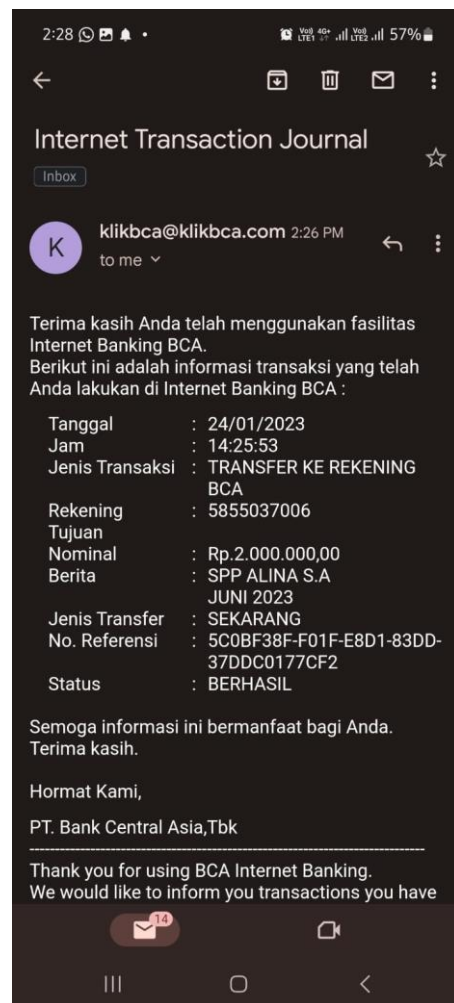 2:28
Vo)) 4G+ Vo)) 57%
LTE1 LTE2
Internet Transaction Journal
Inbox
K
klikbca@klikbca.com 2:26 PM
to me
Terima kasih Anda telah menggunakan fasilitas
Internet Banking BCA.
Berikut ini adalah informasi transaksi yang telah
Anda lakukan di Internet Banking BCA :
Tanggal : 24/01/2023
Jam : 14:25:53
Jenis Transaksi : TRANSFER KE REKENING
BCA
Rekening : 5855037006
Tujuan
Nominal : Rp.2.000.000,00
Berita : SPP ALINA S.A
JUNI 2023
Jenis Transfer : SEKARANG
No. Referensi : 5C0BF38F-F01F-E8D1-83DD-
37DDC0177CF2
Status : BERHASIL
Semoga informasi ini bermanfaat bagi Anda.
Terima kasih.
Hormat Kami,
PT. Bank Central Asia,Tbk
Thank you for using BCA Internet Banking.
We would like to inform you transactions you have
14